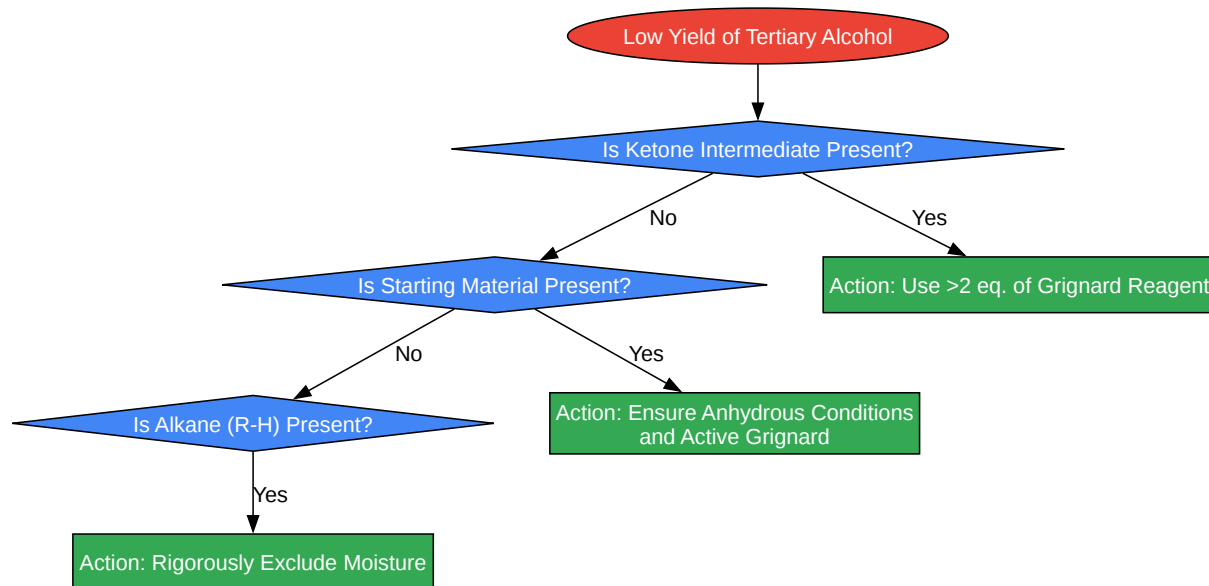 Low Yield of Tertiary Alcohol
Is Ketone Intermediate Present?
No
Yes
Is Starting Material Present?
Action: Use >2 eq. of Grignard Reagent
No
Yes
Is Alkane (R-H) Present?
Action: Ensure Anhydrous Conditions
and Active Grignard
Yes
Action: Rigorously Exclude Moisture